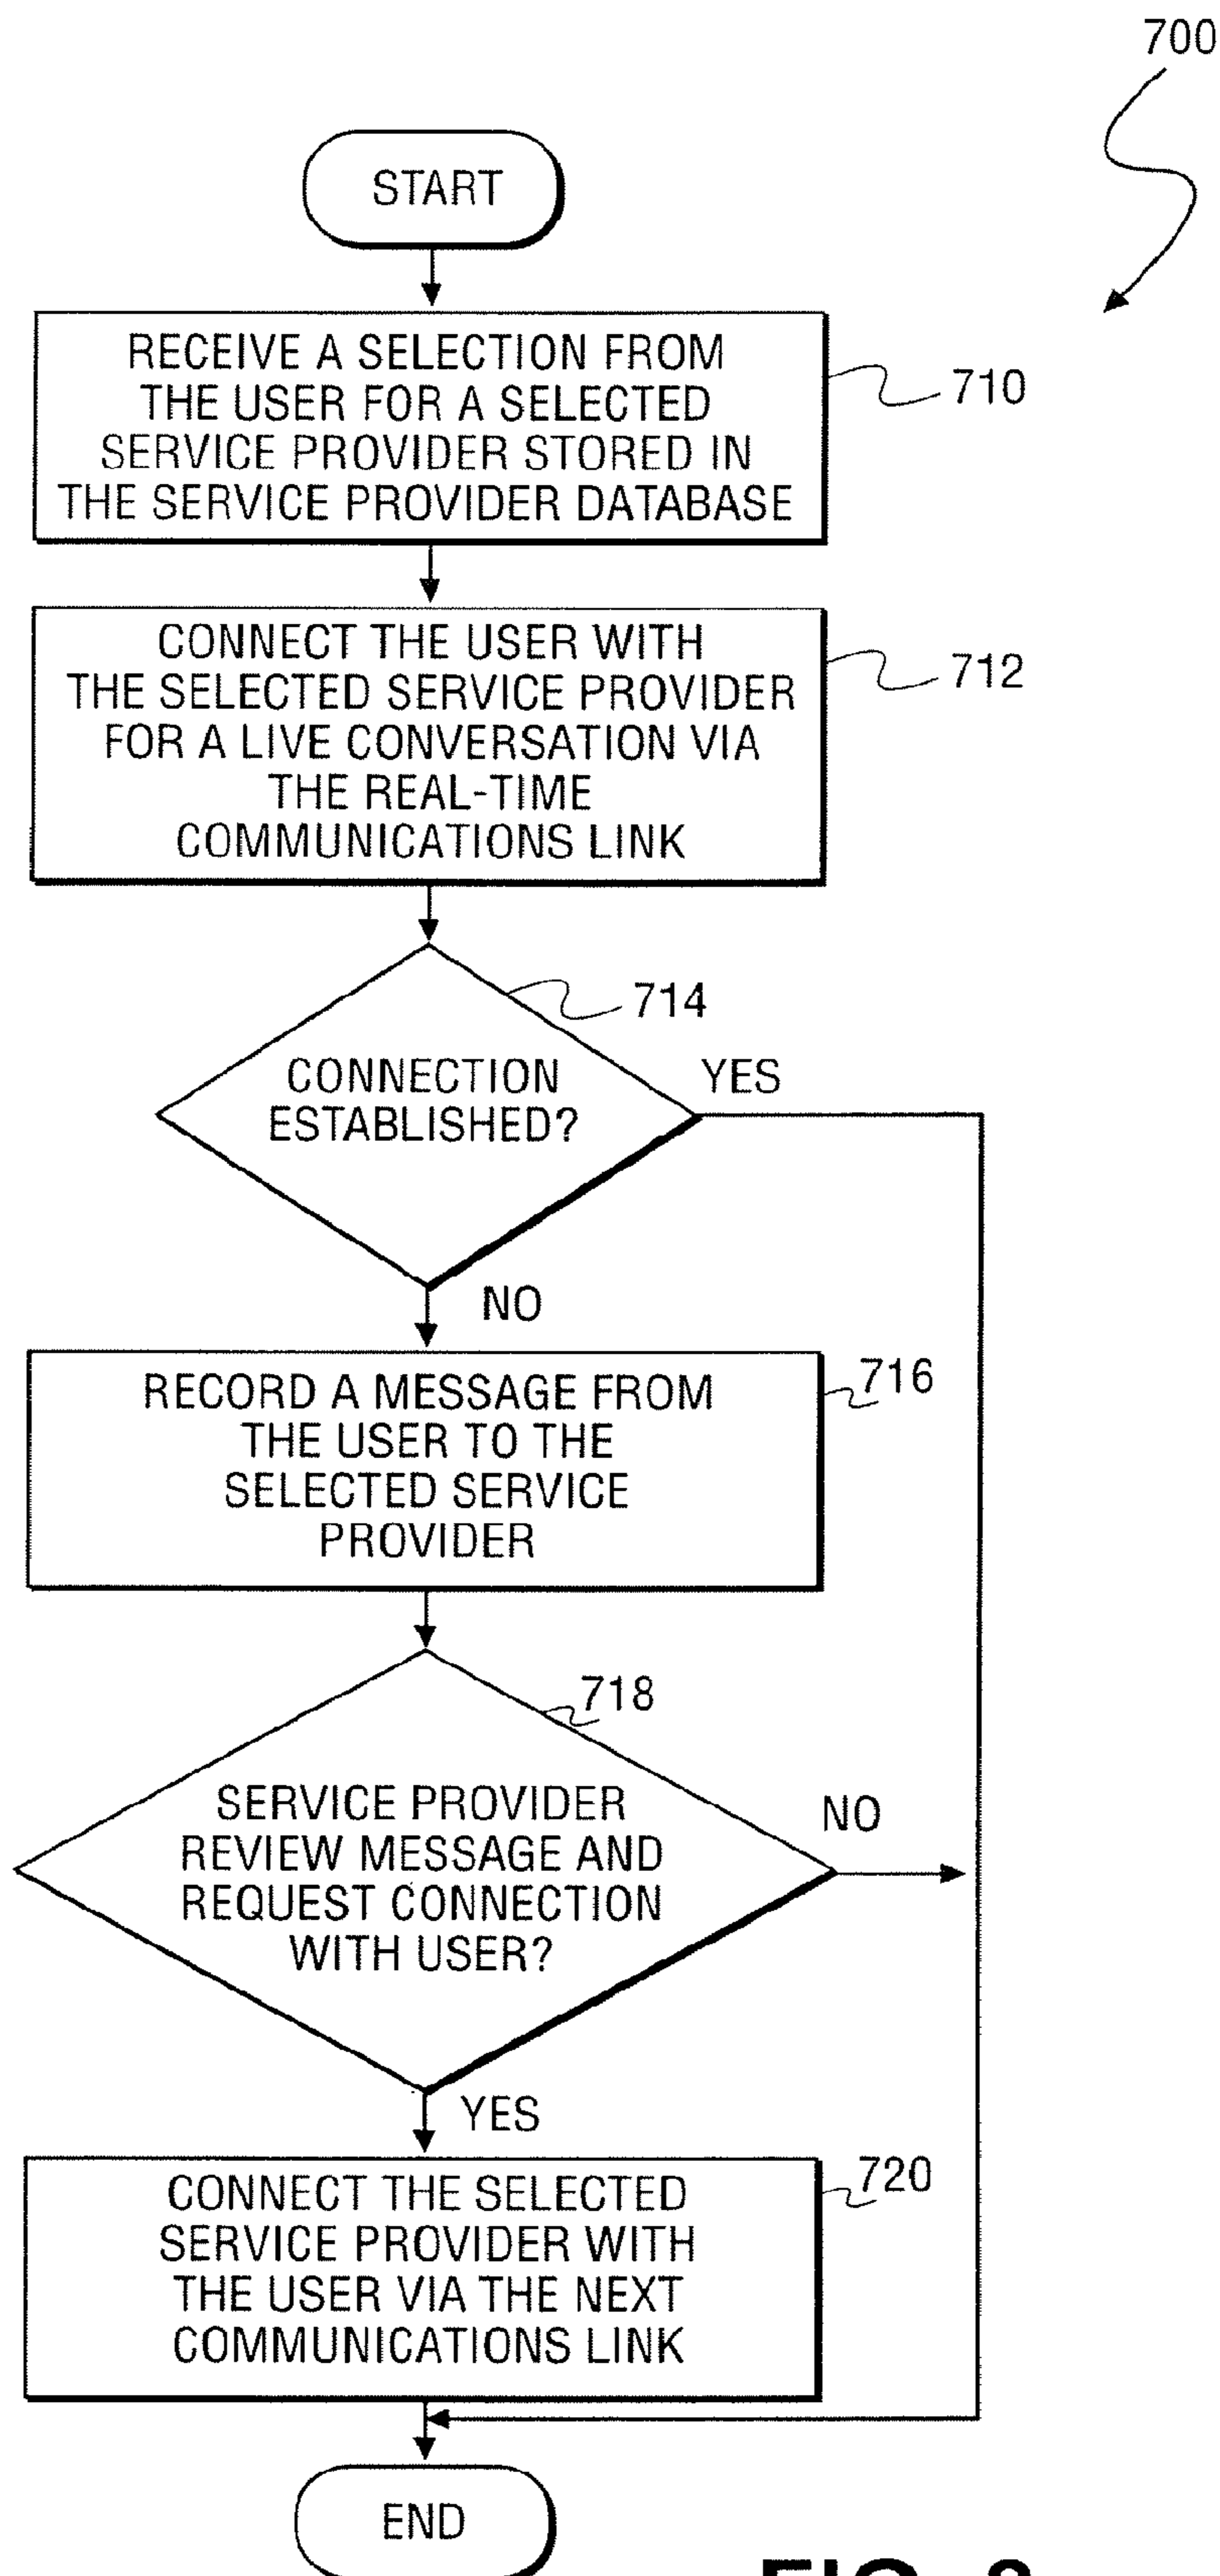 700
START
RECEIVE A SELECTION FROM
THE USER FOR A SELECTED
SERVICE PROVIDER STORED IN
THE SERVICE PROVIDER DATABASE
710
CONNECT THE USER WITH
THE SELECTED SERVICE PROVIDER
FOR A LIVE CONVERSATION VIA
THE REAL-TIME
COMMUNICATIONS LINK
712
714
CONNECTION
ESTABLISHED?
YES
NO
RECORD A MESSAGE FROM
THE USER TO THE
SELECTED SERVICE
PROVIDER
716
718
SERVICE PROVIDER
REVIEW MESSAGE AND
REQUEST CONNECTION
WITH USER?
NO
YES
CONNECT THE SELECTED
SERVICE PROVIDER WITH
THE USER VIA THE NEXT
COMMUNICATIONS LINK
720
END
FIG.